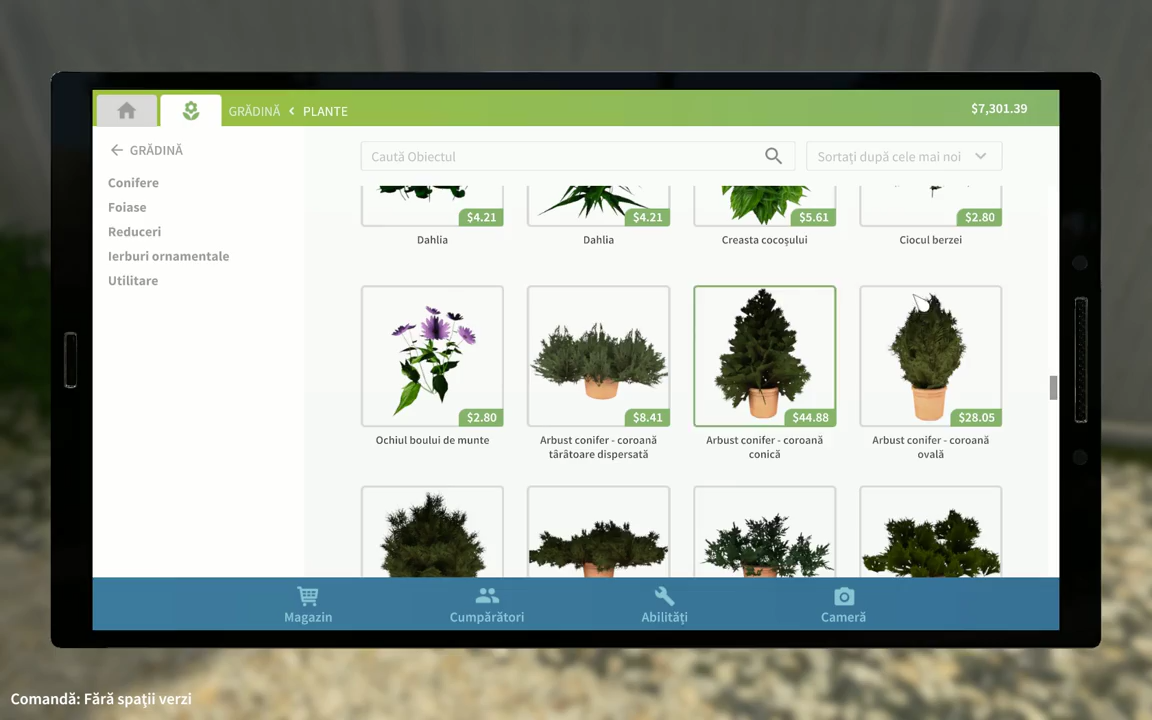 GRĂDINĂ < PLANTE
$7,301.39
GRĂDINĂ
Conifere
Foiase
Reduceri
Ierburi ornamentale
Utilitare
Caută Obiectul
Sortați după cele mai noi
$4.21
$4.21
$5.61
$2.80
Dahlia
Dahlia
Creasta cocoșului
Ciocul berzei
$2.80
$8.41
$44.88
$28.05
Ochiul boului de munte
Arbust conifer - coroană
târâtoare dispersată
Arbust conifer - coroană
conică
Arbust conifer - coroană
ovală
Magazin
Cumpărători
Abilități
Cameră
Comandă: Fără spații verzi